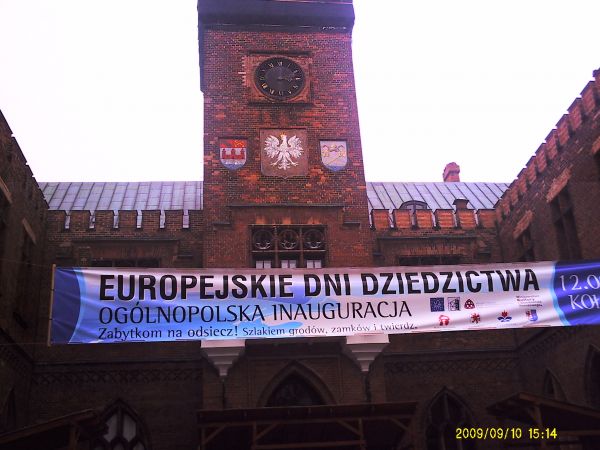 EUROPEJSKIE DNI DZIEDZICTWA
OGÓLNOPOLSKA INAUGURACJA
Zabytkom na odsiecz! Szlakiem grodów, zamków i twierdz.
12.0
2009/09/10 15:14